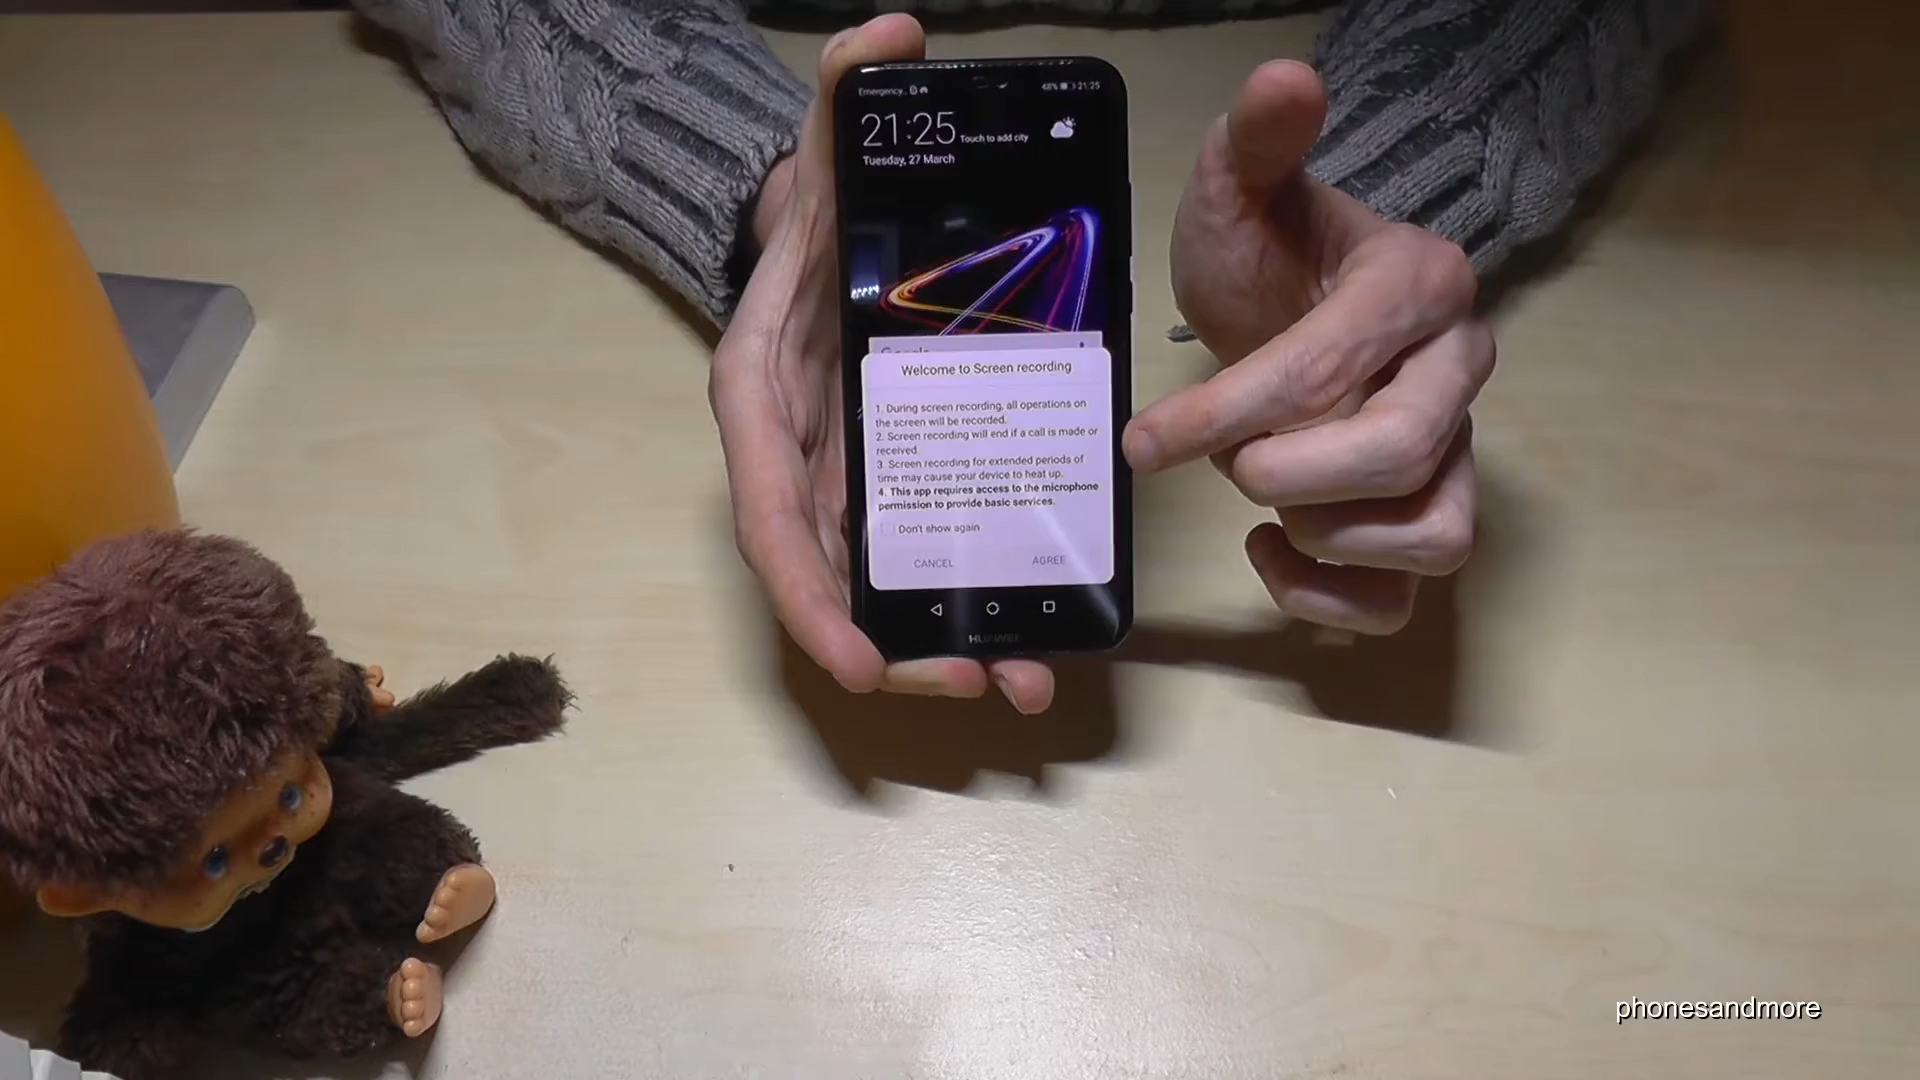 Emergency..
48%
21:25
21:25
Touch to add city
Tuesday, 27 March
Google
Welcome to Screen recording
1. During screen recording, all operations on
the screen will be recorded.
2. Screen recording will end if a call is made or
received.
3. Screen recording for extended periods of
time may cause your device to heat up.
4. This app requires access to the microphone
permission to provide basic services.
Don't show again
CANCEL
AGREE
HUAWEI
phonesandmore